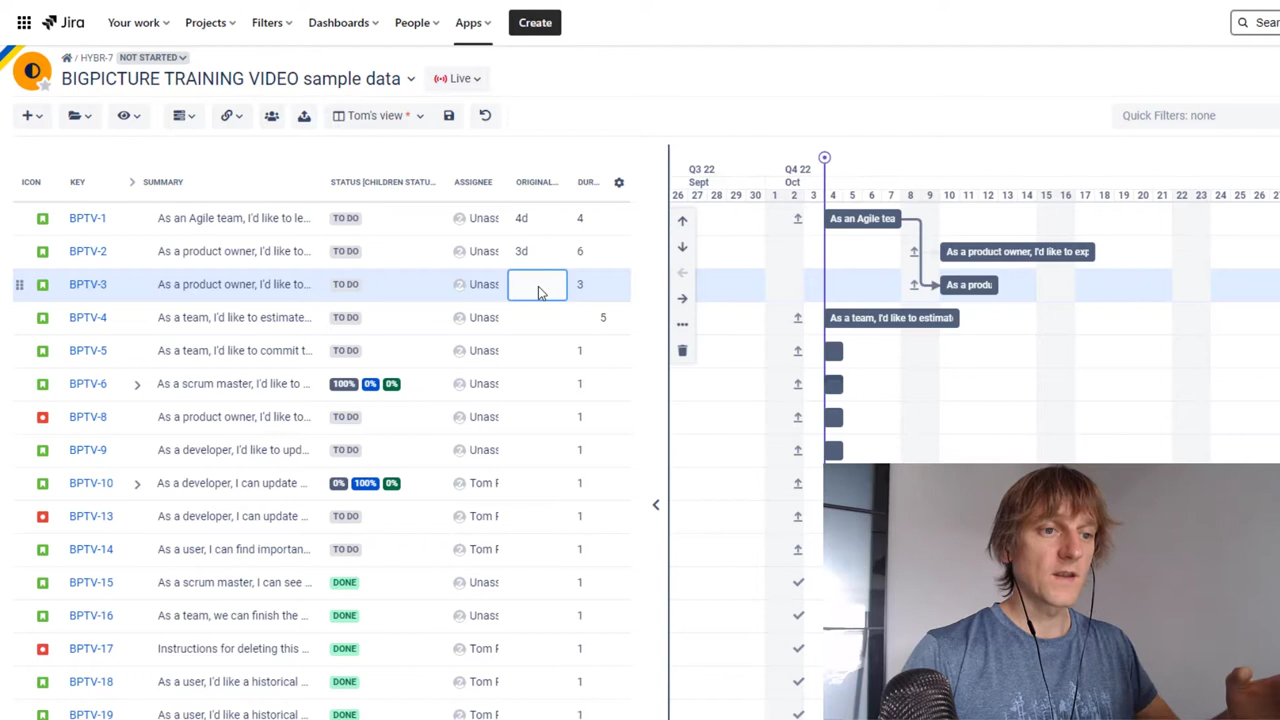 Jira Your work Projects Filters Dashboards People Apps Create Sear
/ HYBR-7 NOT STARTED
BIGPICTURE TRAINING VIDEO sample data Live
Tom's view * Quick Filters: none
Q3 22 Q4 22
Sept Oct
ICON KEY SUMMARY STATUS [CHILDREN STATU... ASSIGNEE ORIGINAL... DUR...
26 27 28 29 30 1 2 3 4 5 6 7 8 9 10 11 12 13 14 15 16 17 18 19 20 21 22 23 24 25 26
BPTV-1 As an Agile team, I'd like to le... TO DO Unass 4d 4 As an Agile tea
BPTV-2 As a product owner, I'd like to... TO DO Unass 3d 6 As a product owner, I'd like to exp
BPTV-3 As a product owner, I'd like to... TO DO Unass 3 As a produ
BPTV-4 As a team, I'd like to estimate... TO DO Unass 5 As a team, I'd like to estimat
BPTV-5 As a team, I'd like to commit t... TO DO Unass 1
BPTV-6 As a scrum master, I'd like to ... 100% 0% 0% Unass 1
BPTV-8 As a product owner, I'd like to... TO DO Unass 1
BPTV-9 As a developer, I'd like to upd... TO DO Unass 1
BPTV-10 As a developer, I can update ... 0% 100% 0% Tom F 1
BPTV-13 As a developer, I can update ... TO DO Tom F 1
BPTV-14 As a user, I can find importan... TO DO Tom F 1
BPTV-15 As a scrum master, I can see ... DONE Unass 1
BPTV-16 As a team, we can finish the ... DONE Unass 1
BPTV-17 Instructions for deleting this ... DONE Tom F 1
BPTV-18 As a user, I'd like a historical ... DONE Unass 1
BPTV-19 As a user, I'd like a historical ... DONE Unass 1